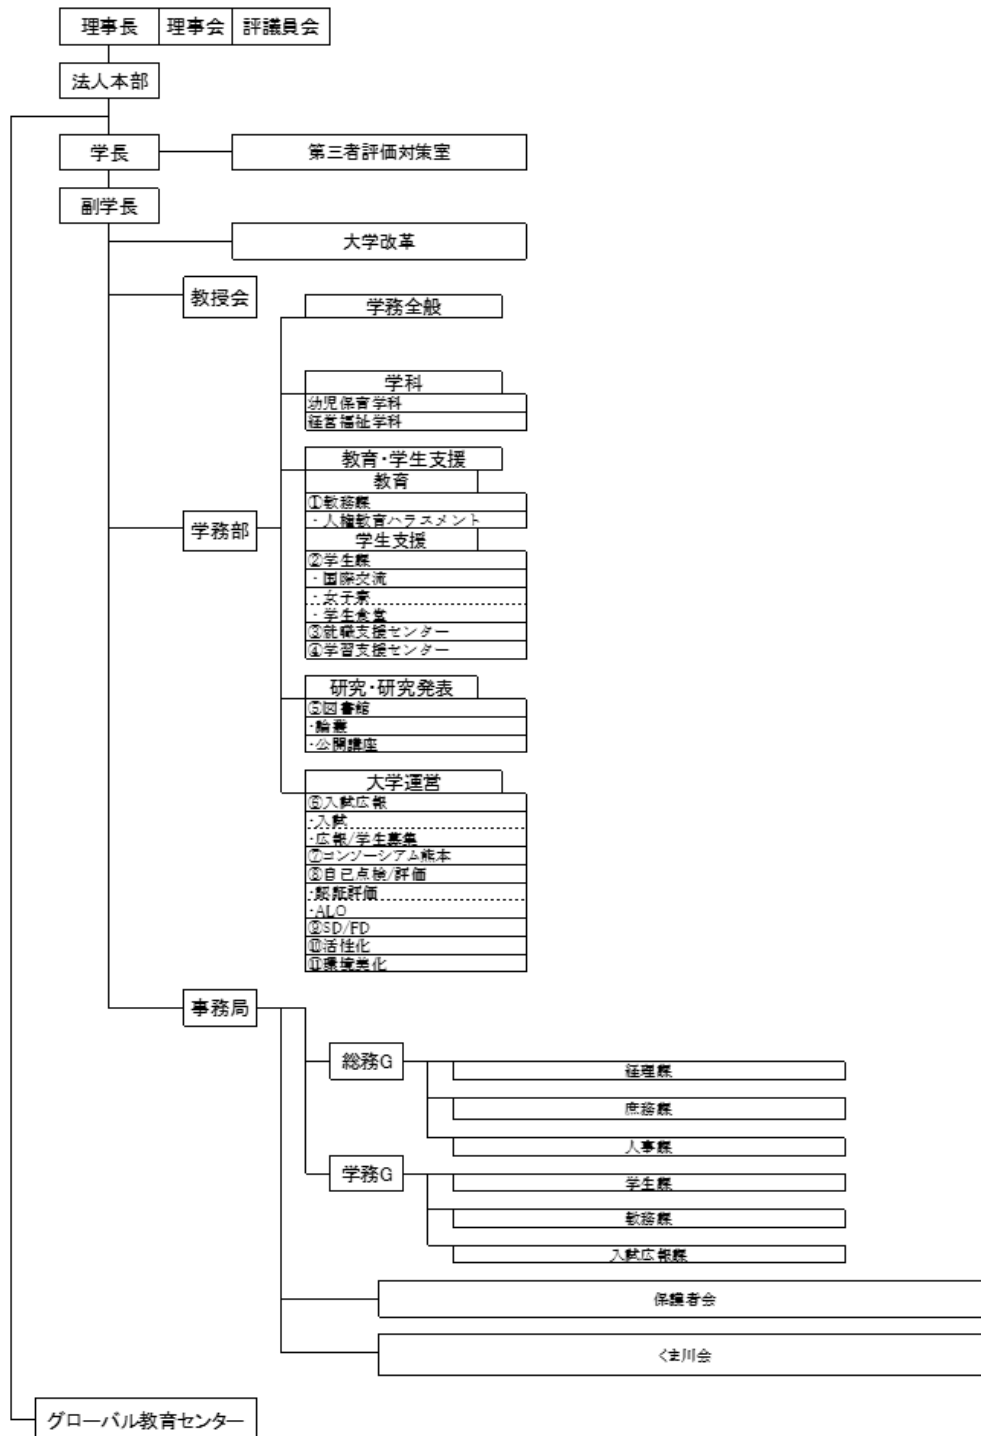 理事長 理事会 評議員会
法人本部
学長 第三者評価対策室
副学長
大学改革
教授会
学務全般
学科
幼児保育学科
経営福祉学科
教育・学生支援
教育
①教務課
・人権教育ハラスメント
学務部
学生支援
②学生課
・国際交流
・女子寮
・学生食堂
③就職支援センター
④学習支援センター
研究・研究発表
⑤図書館
・論叢
・公開講座
大学運営
⑥入試広報
・入試
・広報/学生募集
⑦コンソーシアム熊本
⑧自己点検/評価
・認証評価
・ALO
⑨SD/FD
⑩活性化
⑪環境美化
事務局
総務G 経理課
庶務課
人事課
学務G 学生課
教務課
入試広報課
保護者会
くま川会
グローバル教育センター